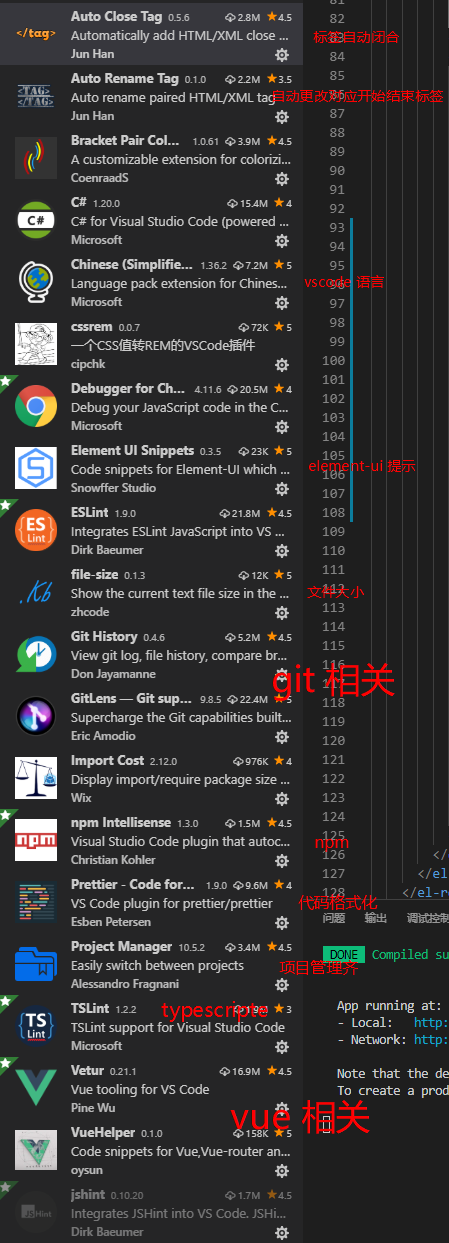 Auto Close Tag 0.5.6 2.8M 4.5
Automatically add HTML/XML close ...
Jun Han
标签自动闭合
Auto Rename Tag 0.1.0 2.2M 3.5
Auto rename paired HTML/XML tag
Jun Han
Bracket Pair Col... 1.0.61 3.9M 4.5
A customizable extension for colorizi...
CoenraadS
C# 1.20.0 15.4M 4
C# for Visual Studio Code (powered ...
Microsoft
Chinese (Simplifie... 1.36.2 7.2M 5
Language pack extension for Chines...
Microsoft
vscode 语言
cssrem 0.0.7 72K 5
一个CSS值转REM的VSCode插件
cipchk
Debugger for Ch... 4.11.6 20.5M 4
Debug your JavaScript code in the C...
Microsoft
Element UI Snippets 0.3.5 23K 5
Code snippets for Element-UI which ...
Snowffer Studio
element-ui 提示
ESLint 1.9.0 21.8M 4.5
Integrates ESLint JavaScript into VS ...
Dirk Baeumer
file-size 0.1.3 12K 5
Show the current text file size in the ...
zhcode
文件大小
Git History 0.4.6 5.2M 4.5
View git log, file history, compare br...
Don Jayamanne
git 相关
GitLens — Git sup... 9.8.5 22.4M 5
Supercharge the Git capabilities built...
Eric Amodio
Import Cost 2.12.0 976K 4
Display import/require package size ...
Wix
npm Intellisense 1.3.0 1.5M 4.5
Visual Studio Code plugin that autoc...
Christian Kohler
npm
Prettier - Code for... 1.9.0 9.6M 4
VS Code plugin for prettier/prettier
Esben Petersen
代码格式化
Project Manager 10.5.2 3.4M 4.5
Easily switch between projects
Alessandro Fragnani
项目管理齐
TSLint 1.2.2 3
typescripte
TSLint support for Visual Studio Code
Microsoft
Vetur 0.21.1 16.9M 4.5
Vue tooling for VS Code
Pine Wu
vue 相关
VueHelper 0.1.0 158K 5
Code snippets for Vue,Vue-router an...
oysun
jshint 0.10.20 1.7M 4.5
Integrates JSHint into VS Code. JSHi...
Dirk Baeumer
82
83
84
85
86
87
88
89
90
91
92
93
94
95
96
97
98
99
100
101
102
103
104
105
106
107
108
109
110
111
112
113
114
115
116
117
118
119
120
121
122
123
124
125
126 </
127 </el
128 </el-r
问题 输出 调试控制
DONE Compiled su
App running at:
- Local: http:
- Network: http:
Note that the de
To create a prod